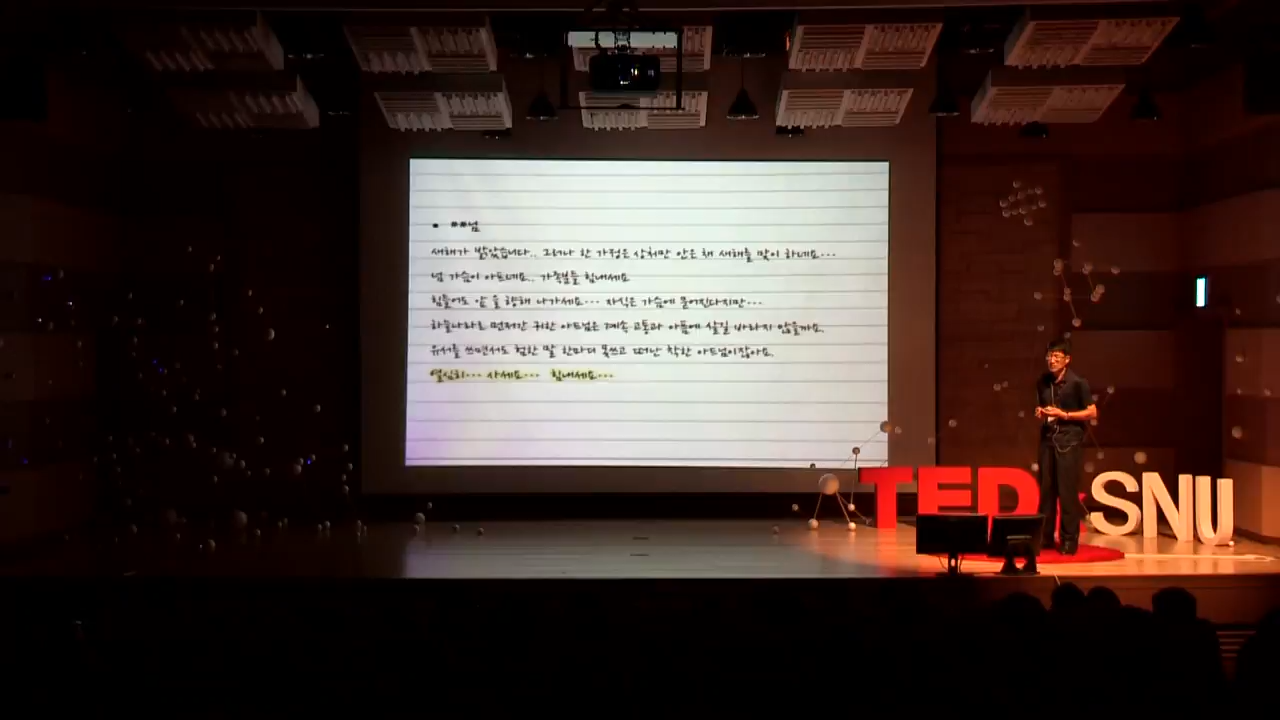 • ##님
새해가 밝았습니다.. 그러나 한 가정은 상처만 안은 채 새해를 맞이 하네요...
넘 가슴이 아프네요.. 가족분들 힘내세요
힘들어도 앞 을 향해 나가세요... 자식은 가슴에 묻어진다지만...
하늘나라로 먼저간 귀한 아드님은 계속 고통과 아픔에 살길 바라지 않을까요.
유서를 쓰면서도 험한 말 한마디 못쓰고 떠난 착한 아드님이잖아요.
열심히... 사세요... 힘내세요...
TEDxSNU